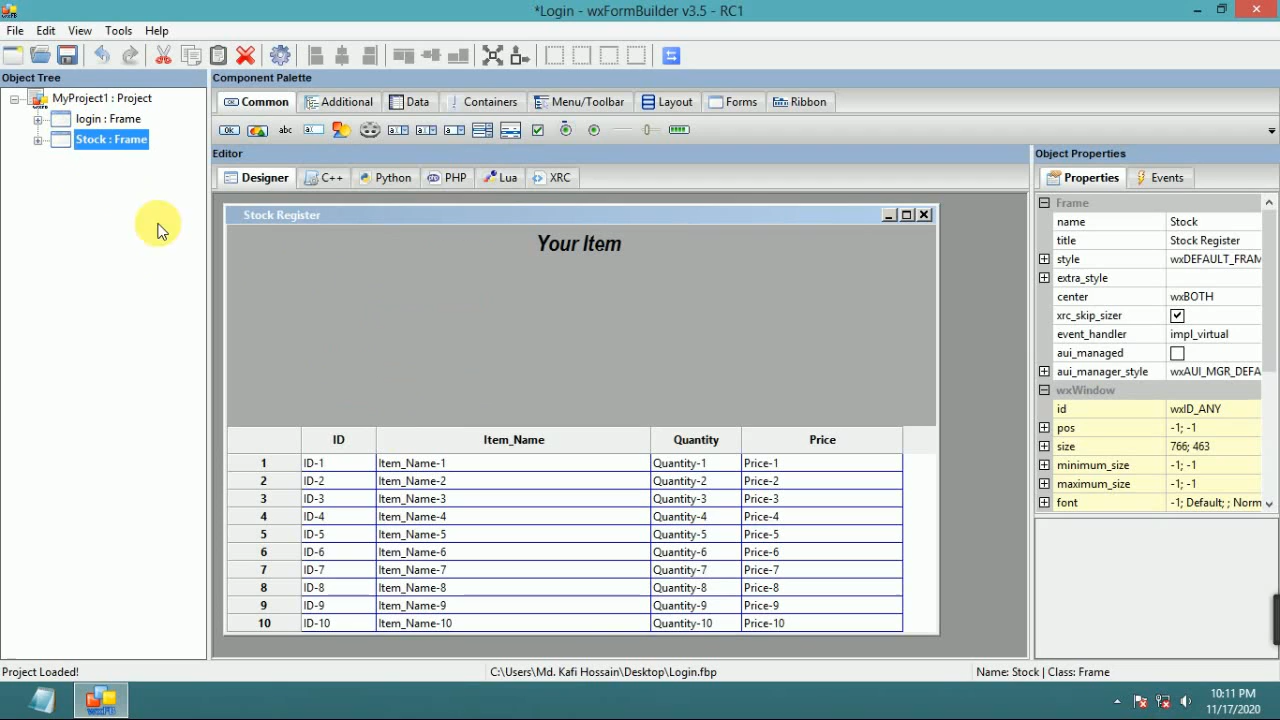 *Login - wxFormBuilder v3.5 - RC1
File Edit View Tools Help
Object Tree
MyProject1 : Project
login : Frame
Stock : Frame
Component Palette
Common Additional Data Containers Menu/Toolbar Layout Forms Ribbon
Editor
Designer C++ Python PHP Lua XRC
Stock Register
Your Item
ID Item_Name Quantity Price
1 ID-1 Item_Name-1 Quantity-1 Price-1
2 ID-2 Item_Name-2 Quantity-2 Price-2
3 ID-3 Item_Name-3 Quantity-3 Price-3
4 ID-4 Item_Name-4 Quantity-4 Price-4
5 ID-5 Item_Name-5 Quantity-5 Price-5
6 ID-6 Item_Name-6 Quantity-6 Price-6
7 ID-7 Item_Name-7 Quantity-7 Price-7
8 ID-8 Item_Name-8 Quantity-8 Price-8
9 ID-9 Item_Name-9 Quantity-9 Price-9
10 ID-10 Item_Name-10 Quantity-10 Price-10
Object Properties
Properties Events
Frame
name Stock
title Stock Register
style wxDEFAULT_FRAM
extra_style
center wxBOTH
xrc_skip_sizer
event_handler impl_virtual
aui_managed
aui_manager_style wxAUI_MGR_DEFA
wxWindow
id wxID_ANY
pos -1; -1
size 766; 463
minimum_size -1; -1
maximum_size -1; -1
font -1; Default; ; Norm
Project Loaded! C:\Users\Md. Kafi Hossain\Desktop\Login.fbp Name: Stock | Class: Frame
10:11 PM
11/17/2020